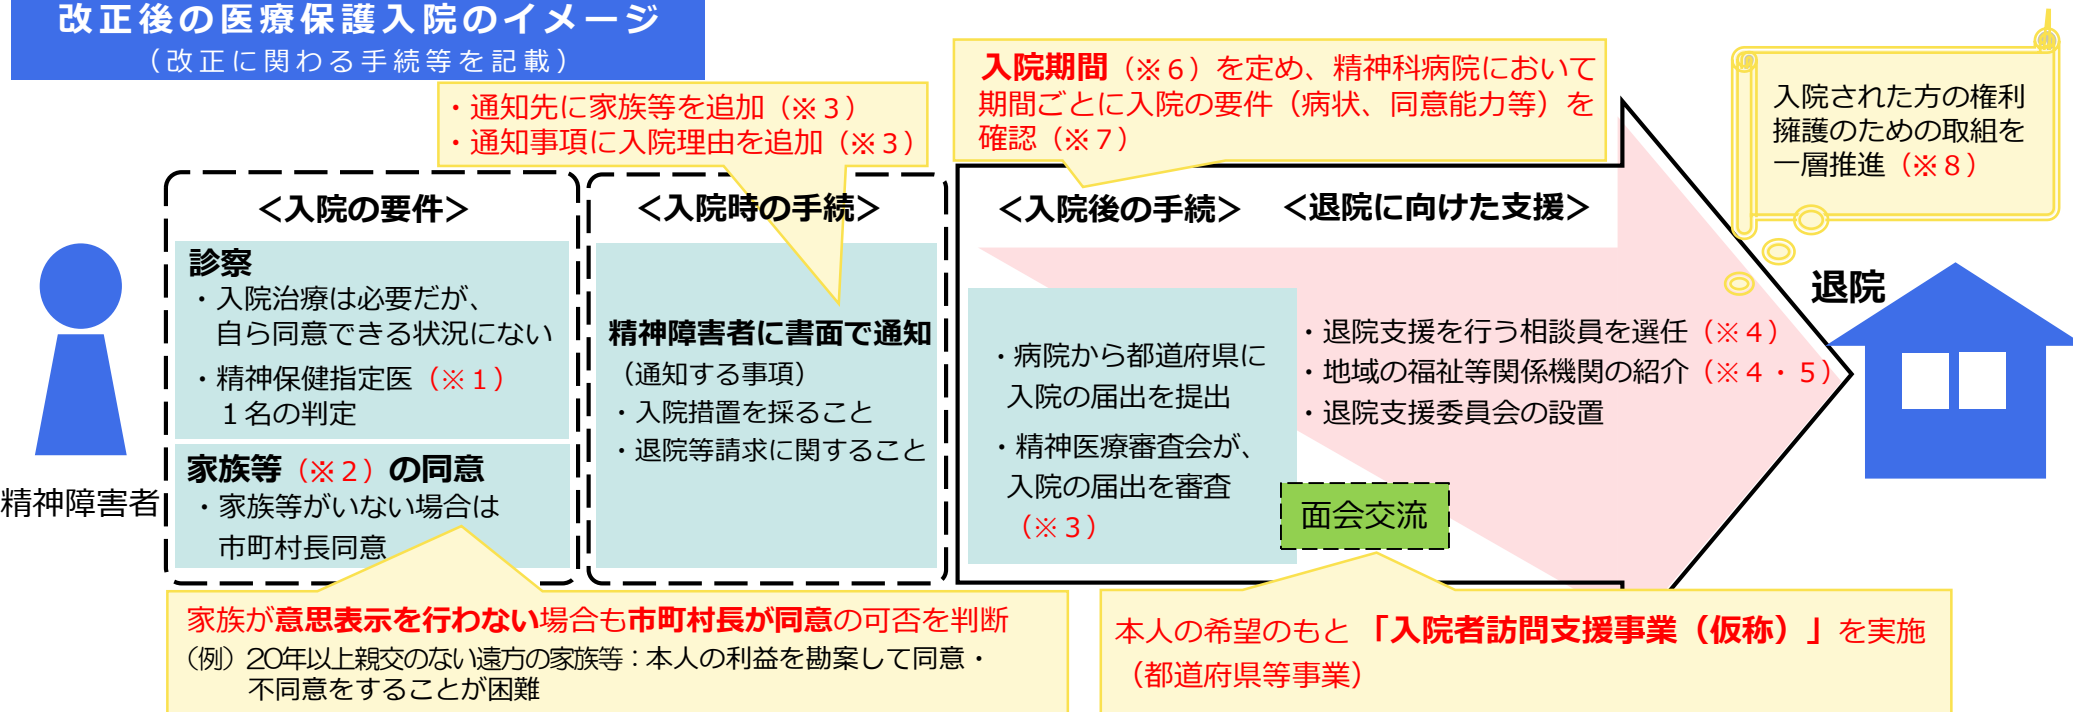 改正後の医療保護入院のイメージ
（改正に関わる手続等を記載）
・通知先に家族等を追加（※３）
・通知事項に入院理由を追加（※３）
入院期間（※６）を定め、精神科病院において
期間ごとに入院の要件（病状、同意能力等）を
確認（※７）
入院された方の権利
擁護のための取組を
一層推進（※８）
精神障害者
＜入院の要件＞
診察
・入院治療は必要だが、
自ら同意できる状況にない
・精神保健指定医（※１）
１名の判定
家族等（※２）の同意
・家族等がいない場合は
市町村長同意
＜入院時の手続＞
精神障害者に書面で通知
（通知する事項）
・入院措置を採ること
・退院等請求に関すること
＜入院後の手続＞
・病院から都道府県に
入院の届出を提出
・精神医療審査会が、
入院の届出を審査
（※３）
＜退院に向けた支援＞
・退院支援を行う相談員を選任（※４）
・地域の福祉等関係機関の紹介（※４・５）
・退院支援委員会の設置
面会交流
退院
家族が意思表示を行わない場合も市町村長が同意の可否を判断
（例）20年以上親交のない遠方の家族等：本人の利益を勘案して同意・
不同意をすることが困難
本人の希望のもと「入院者訪問支援事業（仮称）」を実施
（都道府県等事業）